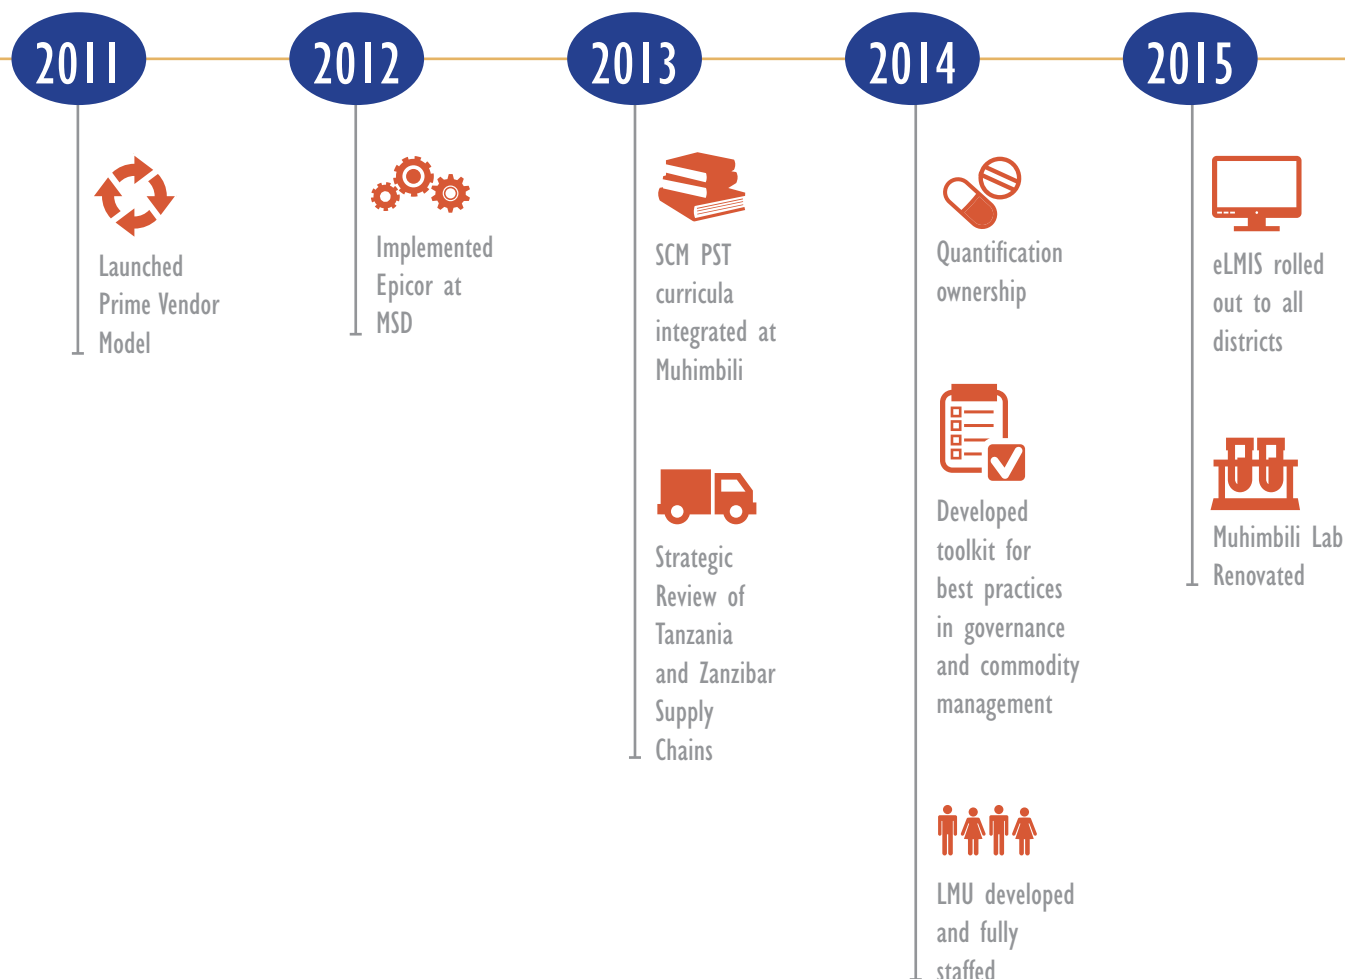 2011
Launched
Prime Vendor
Model
2012
Implemented
Epicor at
MSD
2013
SCM PST
curricula
integrated at
Muhimbili
Strategic
Review of
Tanzania
and Zanzibar
Supply
Chains
2014
Quantification
ownership
Developed
toolkit for
best practices
in governance
and commodity
management
LMU developed
and fully
staffed
2015
eLMIS rolled
out to all
districts
Muhimbili Lab
Renovated